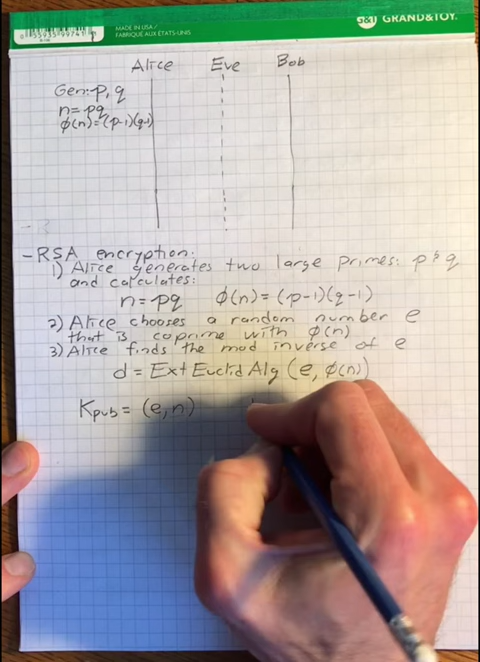 MADE IN USA /
FABRIQUÉ AUX ÉTATS-UNIS
G&T GRAND&TOY.
Alice Eve Bob
Gen: p, q
n = pq
ϕ(n) = (p-1)(q-1)
- RSA encryption:
1) Alice generates two large primes: p & q
and calculates:
n = pq ϕ(n) = (p-1)(q-1)
2) Alice chooses a random number e
that is coprime with ϕ(n)
3) Alice finds the mod inverse of e
d = Ext Euclid Alg (e, ϕ(n))
Kpub = (e, n)